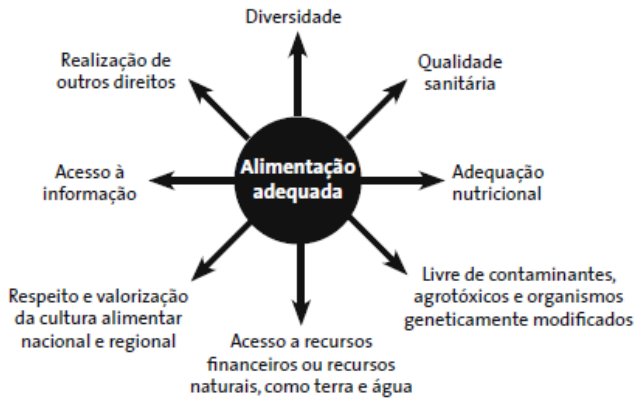 Diversidade
Realização de
outros direitos
Qualidade
sanitária
Alimentação
adequada
Acesso à
informação
Adequação
nutricional
Respeito e valorização
da cultura alimentar
nacional e regional
Livre de contaminantes,
agrotóxicos e organismos
geneticamente modificados
Acesso a recursos
financeiros ou recursos
naturais, como terra e água